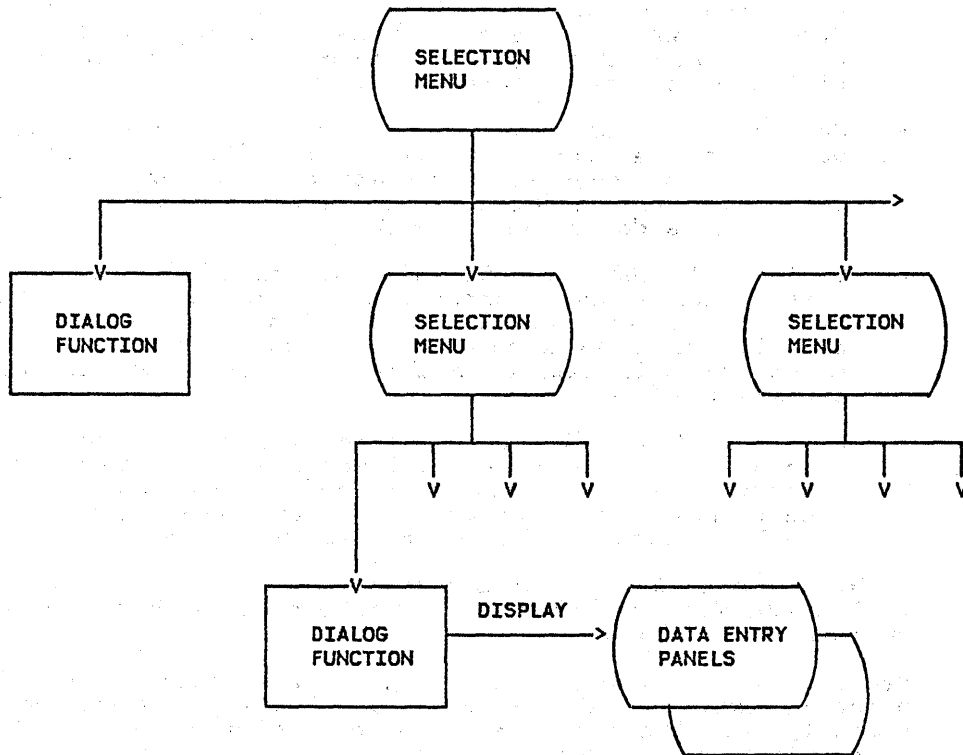 SELECTION
MENU
DIALOG
FUNCTION
SELECTION
MENU
SELECTION
MENU
DIALOG
FUNCTION
DISPLAY
DATA ENTRY
PANELS